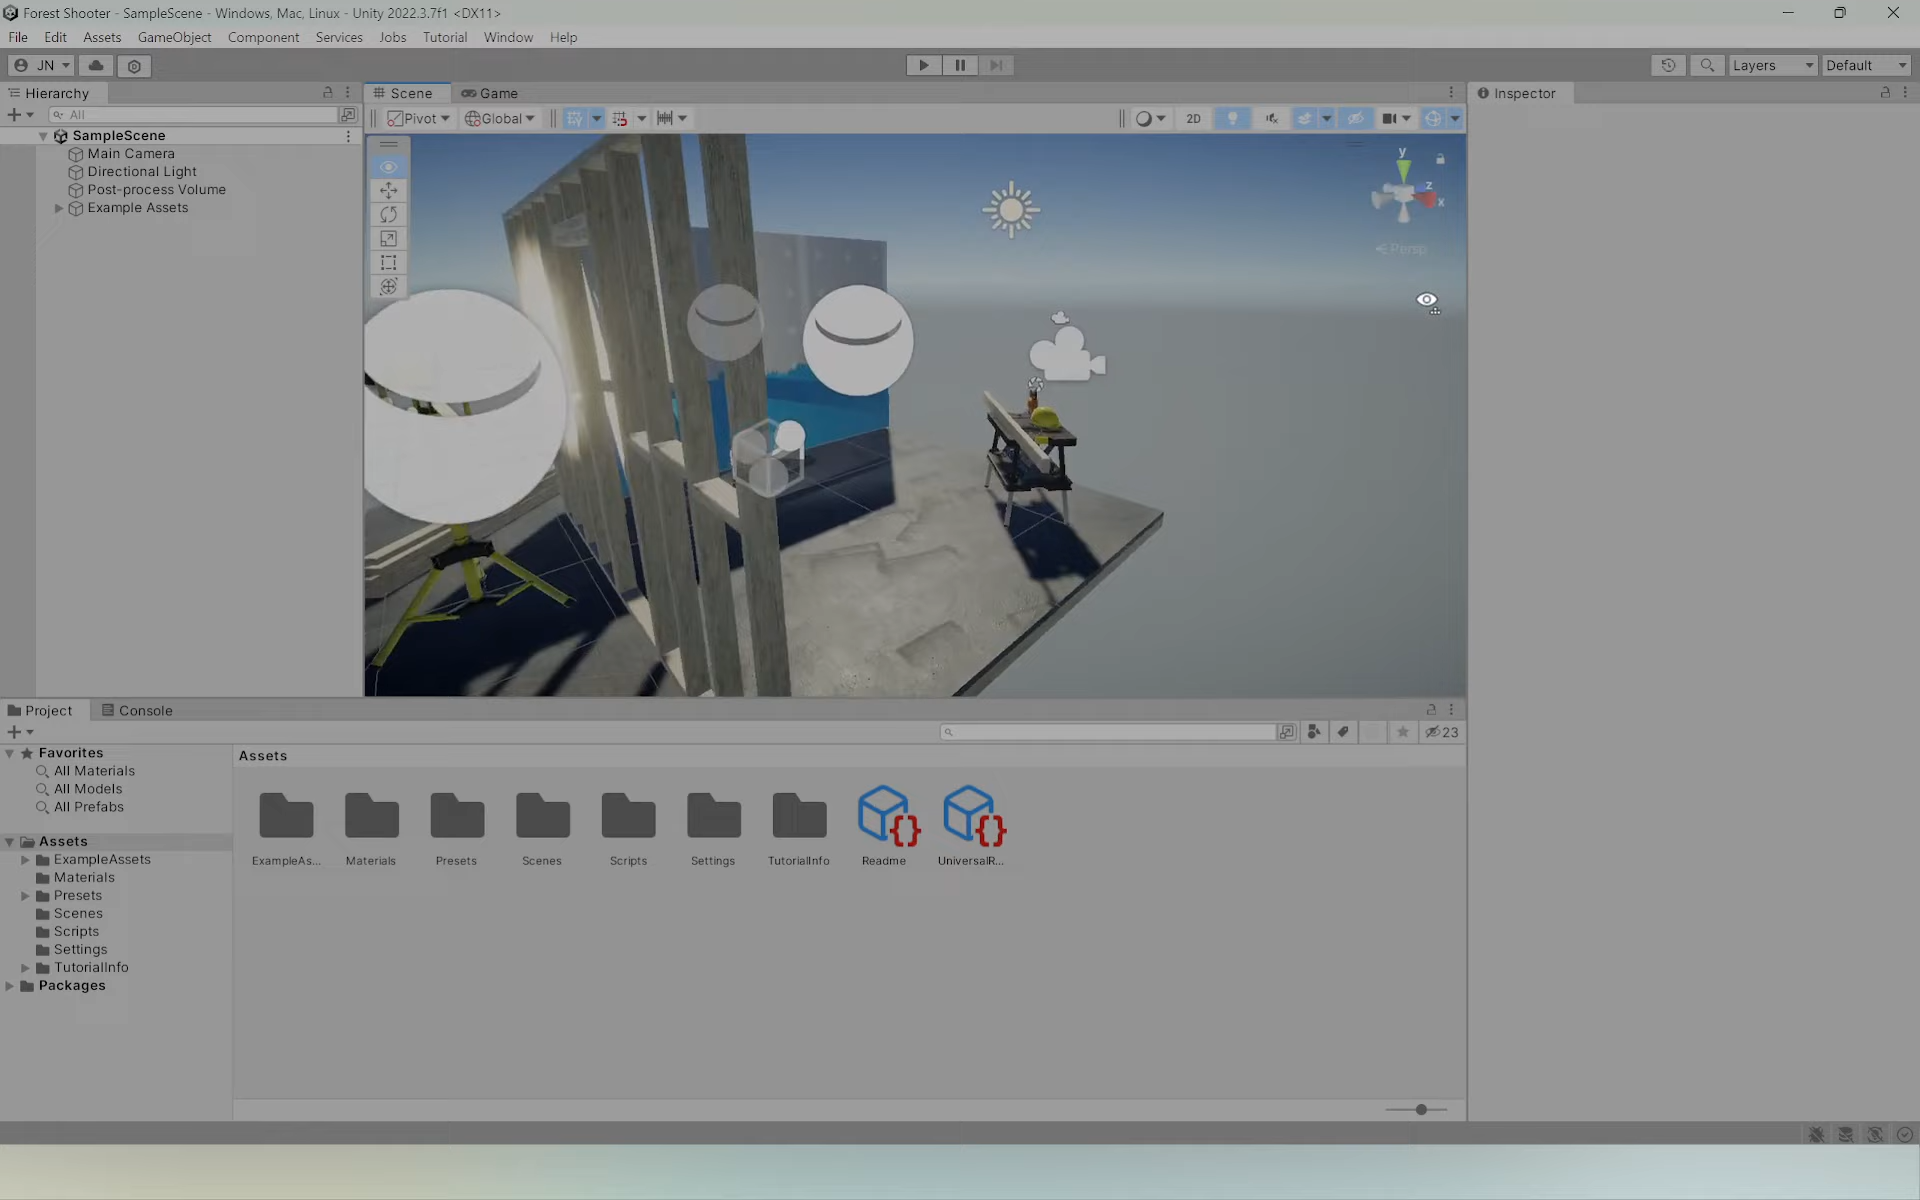 Forest Shooter - SampleScene - Windows, Mac, Linux - Unity 2022.3.7f1 <DX11>
File Edit Assets GameObject Component Services Jobs Tutorial Window Help
JN Layers Default
Hierarchy
All
SampleScene
Main Camera
Directional Light
Post-process Volume
Example Assets
Scene Game
Pivot Global 2D
y
z
x
Persp
Inspector
Project Console
23
Favorites
All Materials
All Models
All Prefabs
Assets
ExampleAssets
Materials
Presets
Scenes
Scripts
Settings
TutorialInfo
Packages
Assets
ExampleAs... Materials Presets Scenes Scripts Settings TutorialInfo Readme UniversalR...